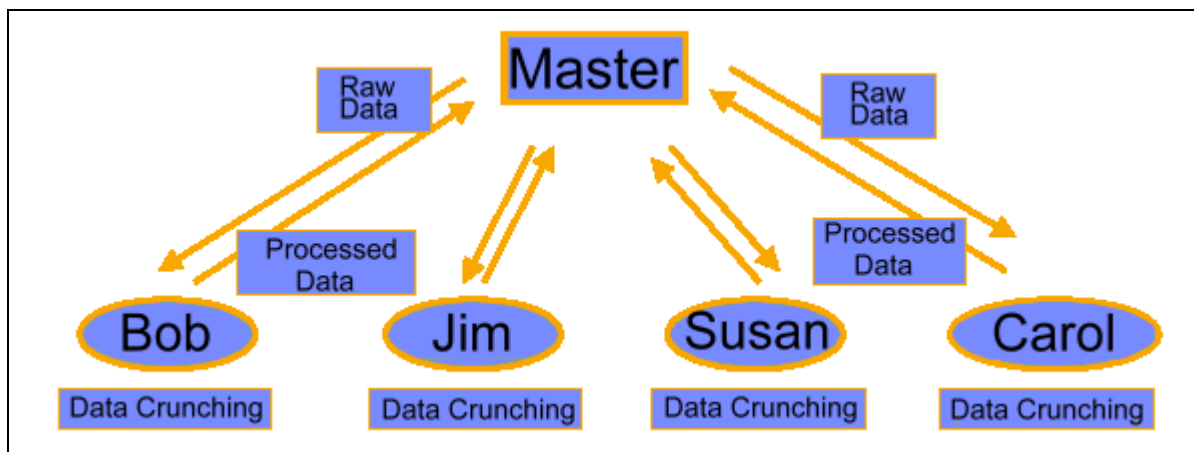 Master
Raw
Data
Raw
Data
Processed
Data
Processed
Data
Bob
Jim
Susan
Carol
Data Crunching
Data Crunching
Data Crunching
Data Crunching